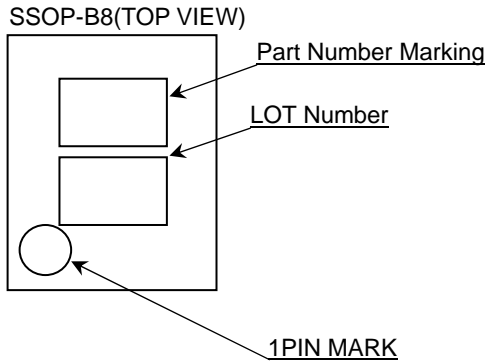 SSOP-B8(TOP VIEW)
Part Number Marking
LOT Number
1PIN MARK